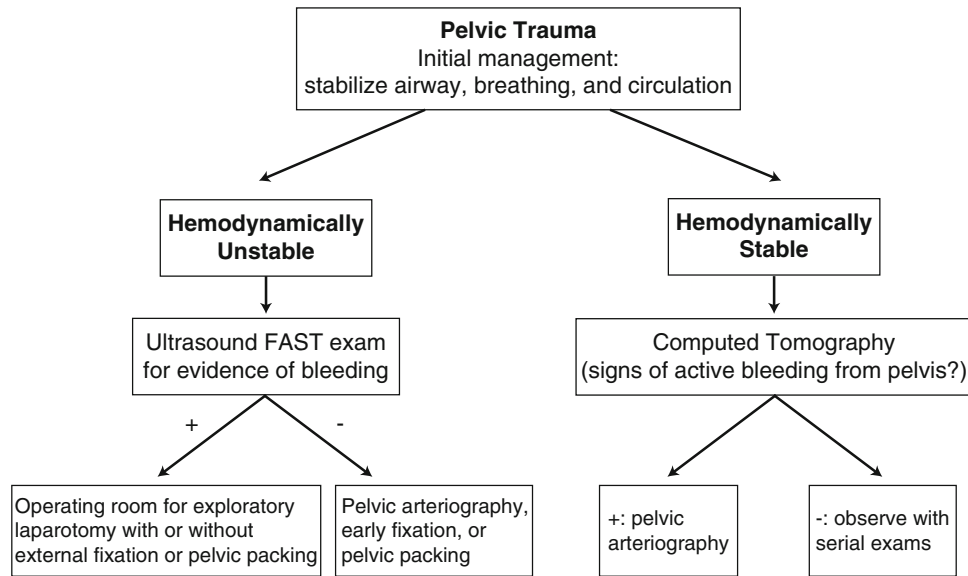 Pelvic Trauma
Initial management:
stabilize airway, breathing, and circulation
Hemodynamically
Unstable
Hemodynamically
Stable
Ultrasound FAST exam
for evidence of bleeding
Computed Tomography
(signs of active bleeding from pelvis?)
+
-
Operating room for exploratory
laparotomy with or without
external fixation or pelvic packing
Pelvic arteriography,
early fixation, or
pelvic packing
+: pelvic
arteriography
-: observe with
serial exams